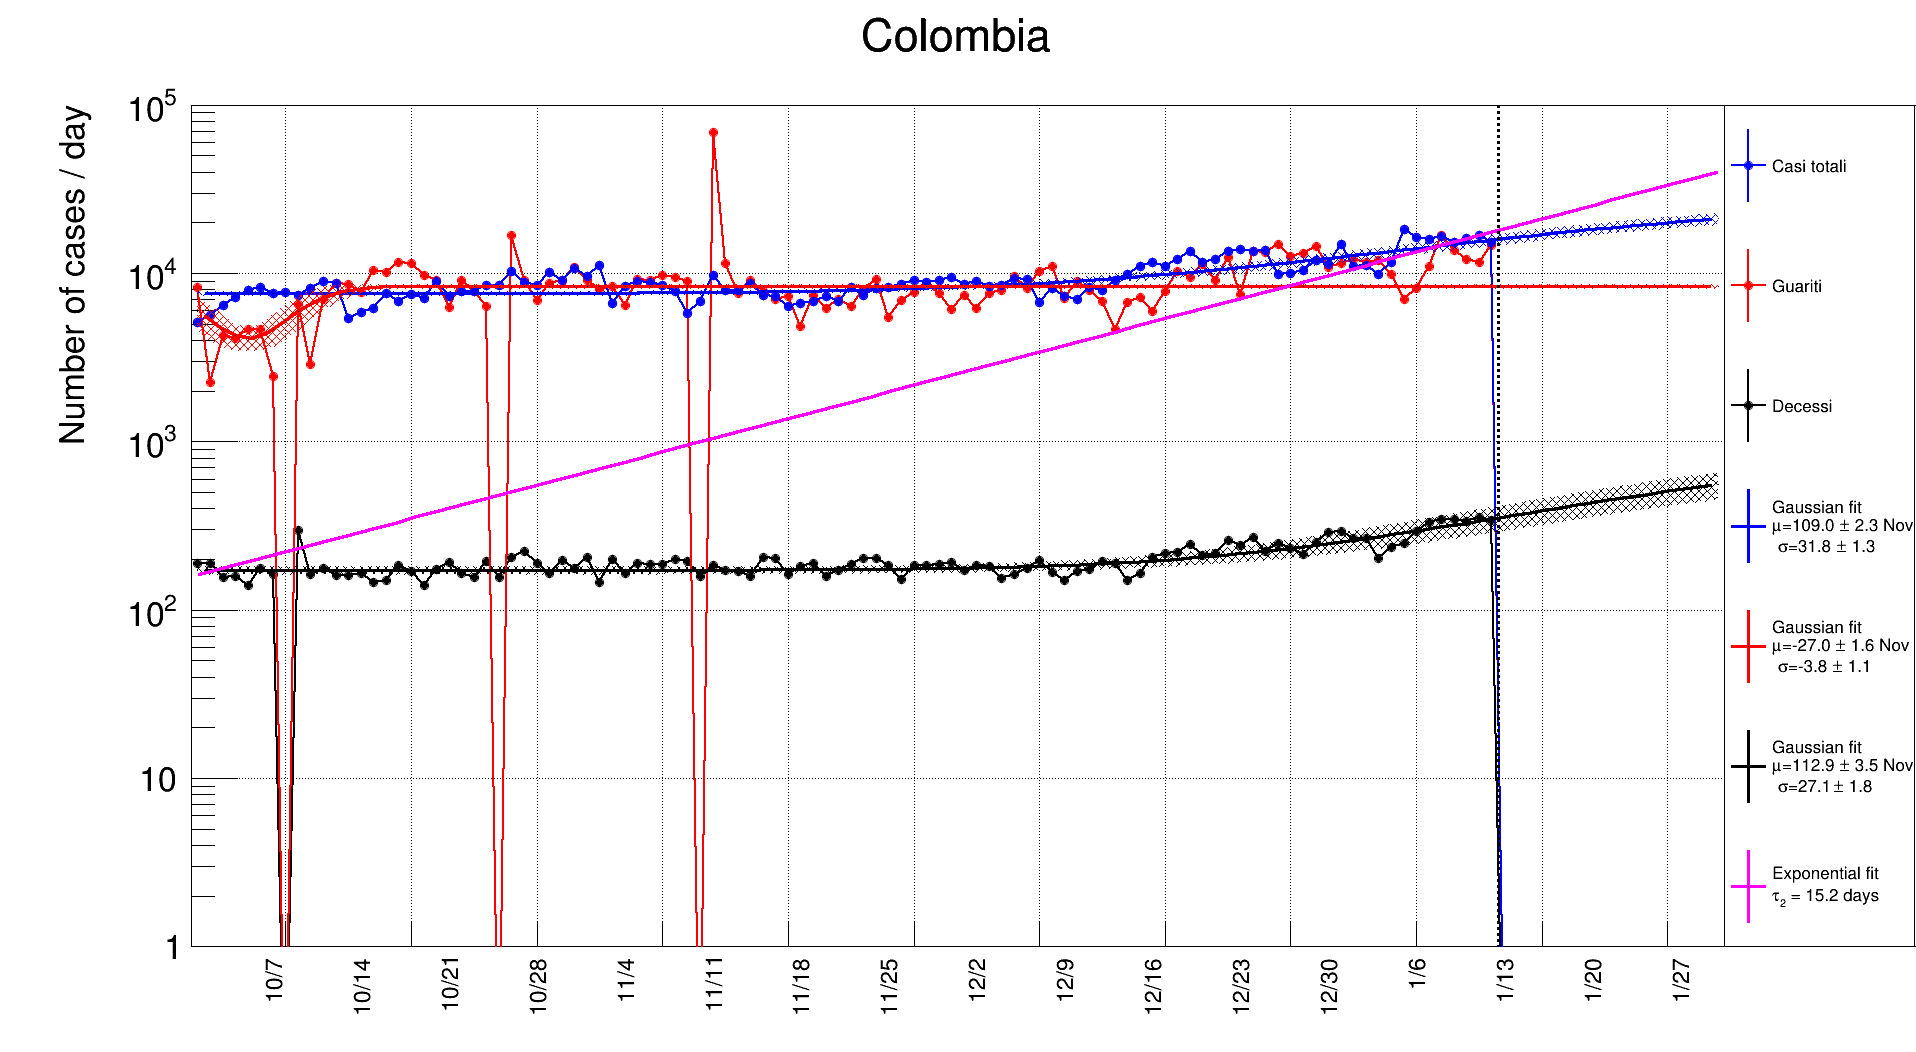 Colombia
Number of cases / day
10^5
10^4
10^3
10^2
10
1
10/7
10/14
10/21
10/28
11/4
11/11
11/18
11/25
12/2
12/9
12/16
12/23
12/30
1/6
1/13
1/20
1/27
Casi totali
Guariti
Decessi
Gaussian fit
μ=109.0 ± 2.3 Nov
σ=31.8 ± 1.3
Gaussian fit
μ=-27.0 ± 1.6 Nov
σ=-3.8 ± 1.1
Gaussian fit
μ=112.9 ± 3.5 Nov
σ=27.1 ± 1.8
Exponential fit
τ₂ = 15.2 days